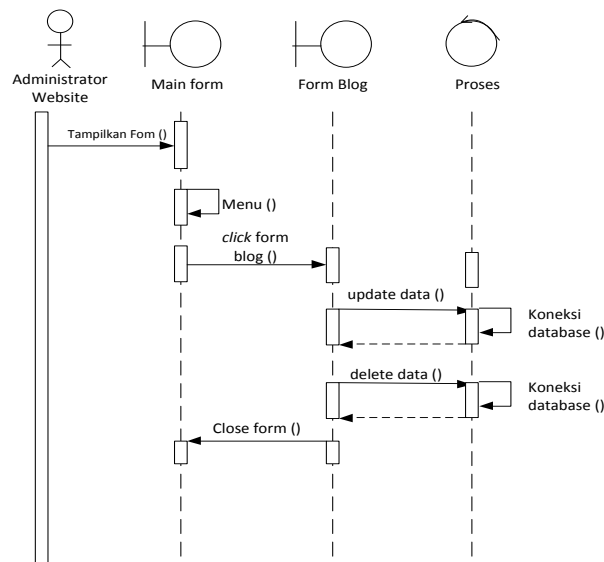 Administrator
Website
Main form
Form Blog
Proses
Tampilkan Fom ()
Menu ()
click form
blog ()
update data ()
Koneksi
database ()
delete data ()
Koneksi
database ()
Close form ()